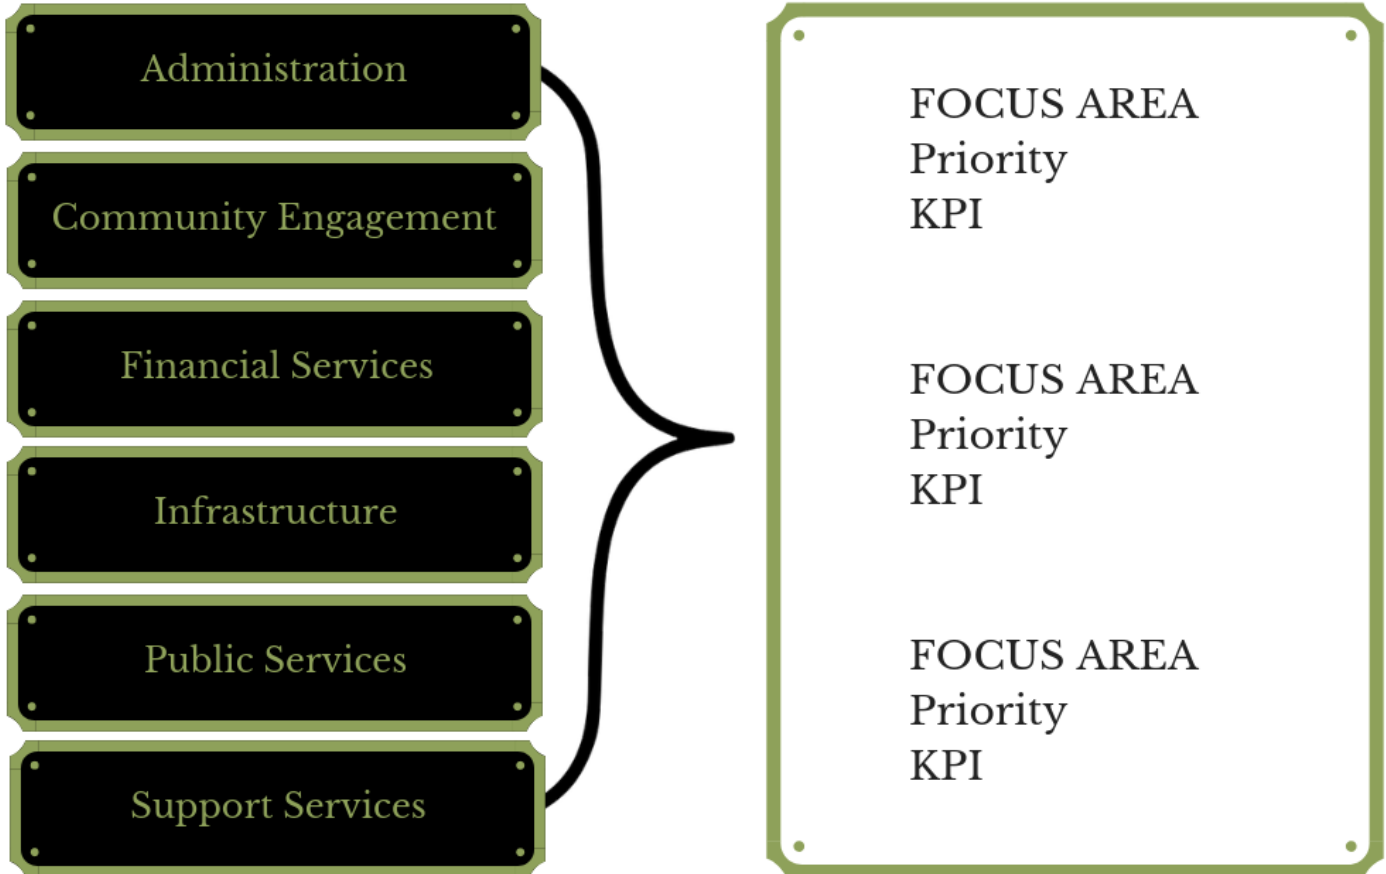 Administration
Community Engagement
Financial Services
Infrastructure
Public Services
Support Services
FOCUS AREA
Priority
KPI
FOCUS AREA
Priority
KPI
FOCUS AREA
Priority
KPI